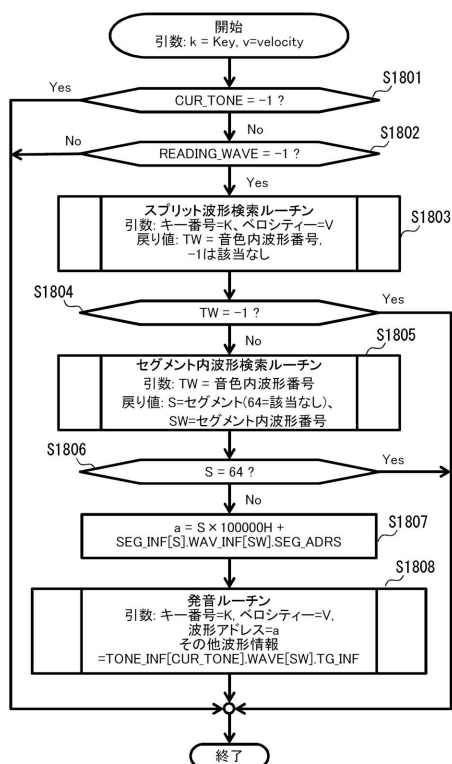 開始
引数: k = Key, v=velocity
S1801
Yes
CUR_TONE = −1 ?
No
S1802
No
READING_WAVE = −1 ?
Yes
スプリット波形検索ルーチン
引数: キー番号=K、ベロシティー=V
戻り値: TW = 音色内波形番号,
−1は該当なし
S1803
S1804
TW = −1 ?
Yes
No
S1805
セグメント内波形検索ルーチン
引数: TW = 音色内波形番号
戻り値: S=セグメント(64=該当なし)、
SW=セグメント内波形番号
S1806
S = 64 ?
Yes
No
S1807
a = S × 100000H +
SEG_INF[S].WAV_INF[SW].SEG_ADRS
S1808
発音ルーチン
引数: キー番号=K, ベロシティー=V,
波形アドレス=a
その他波形情報
=TONE_INF[CUR_TONE].WAVE[SW].TG_INF
終了